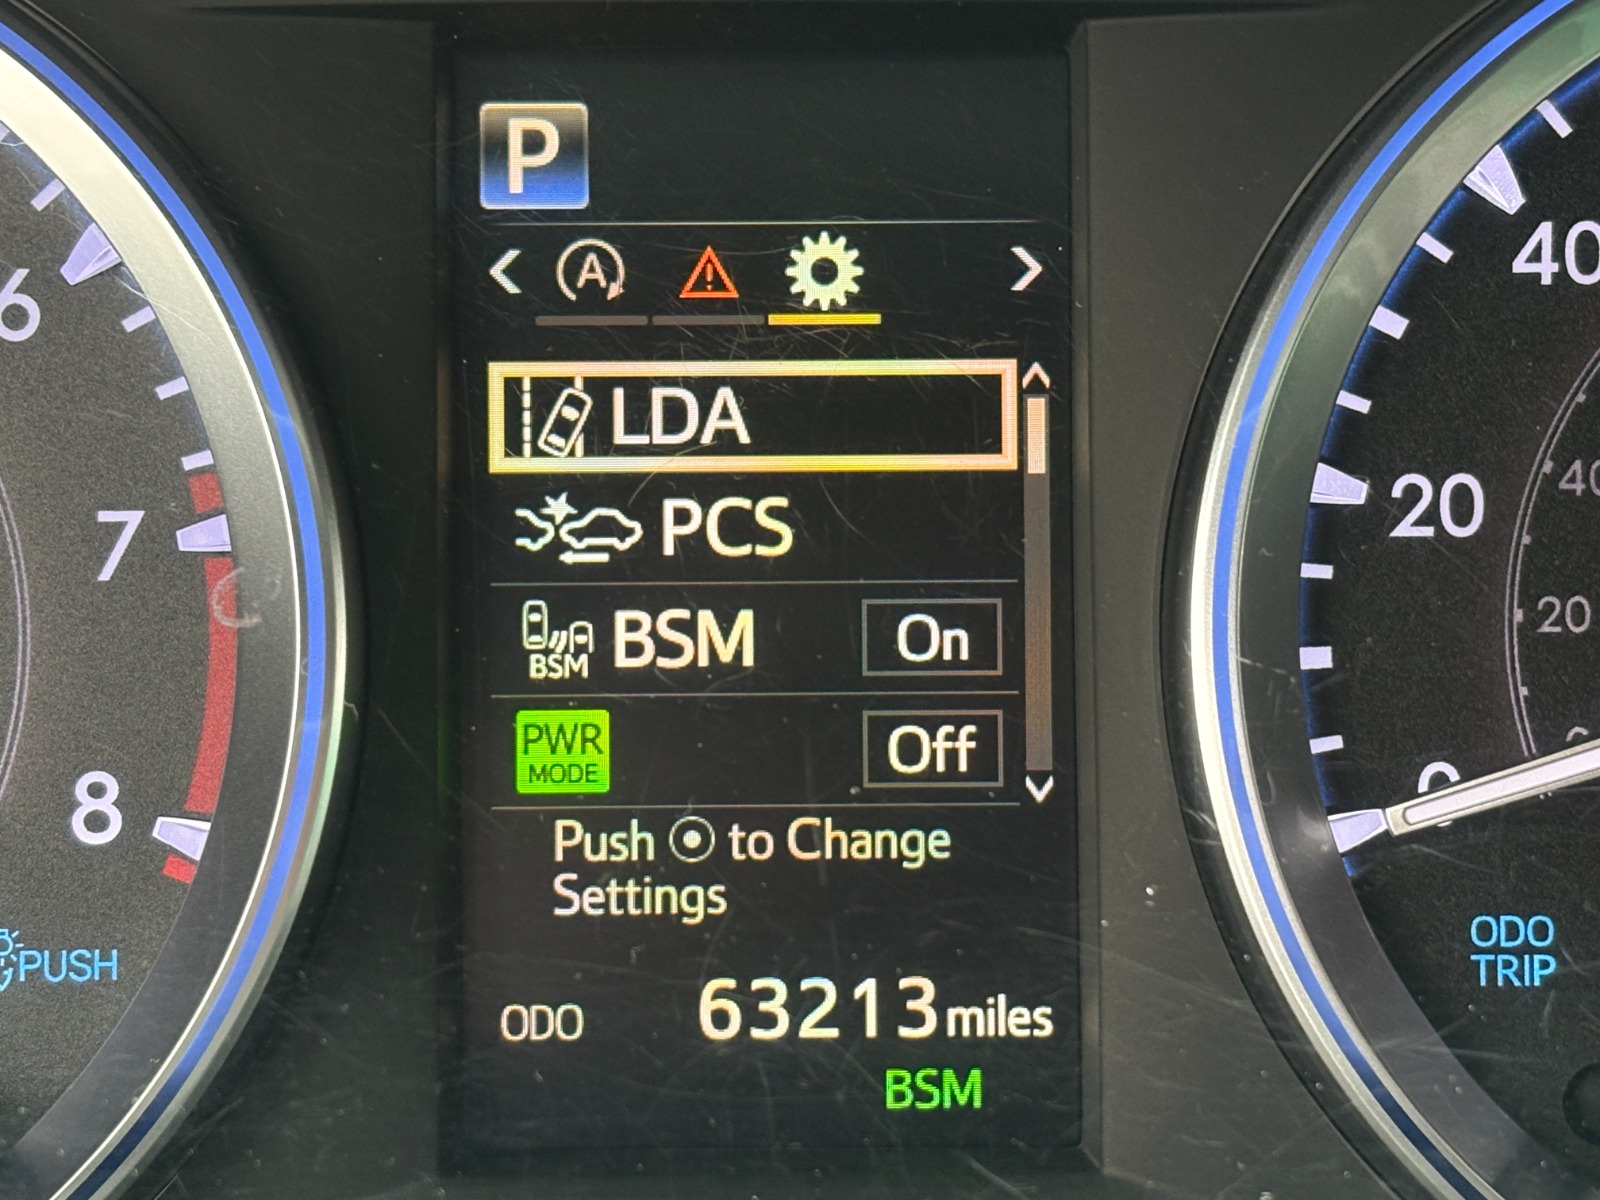 P
A
LDA
PCS
BSM
BSM On
PWR
MODE Off
Push to Change
Settings
ODO 63213 miles
BSM
6
7
8
PUSH
40
20
0
40
20
ODO
TRIP